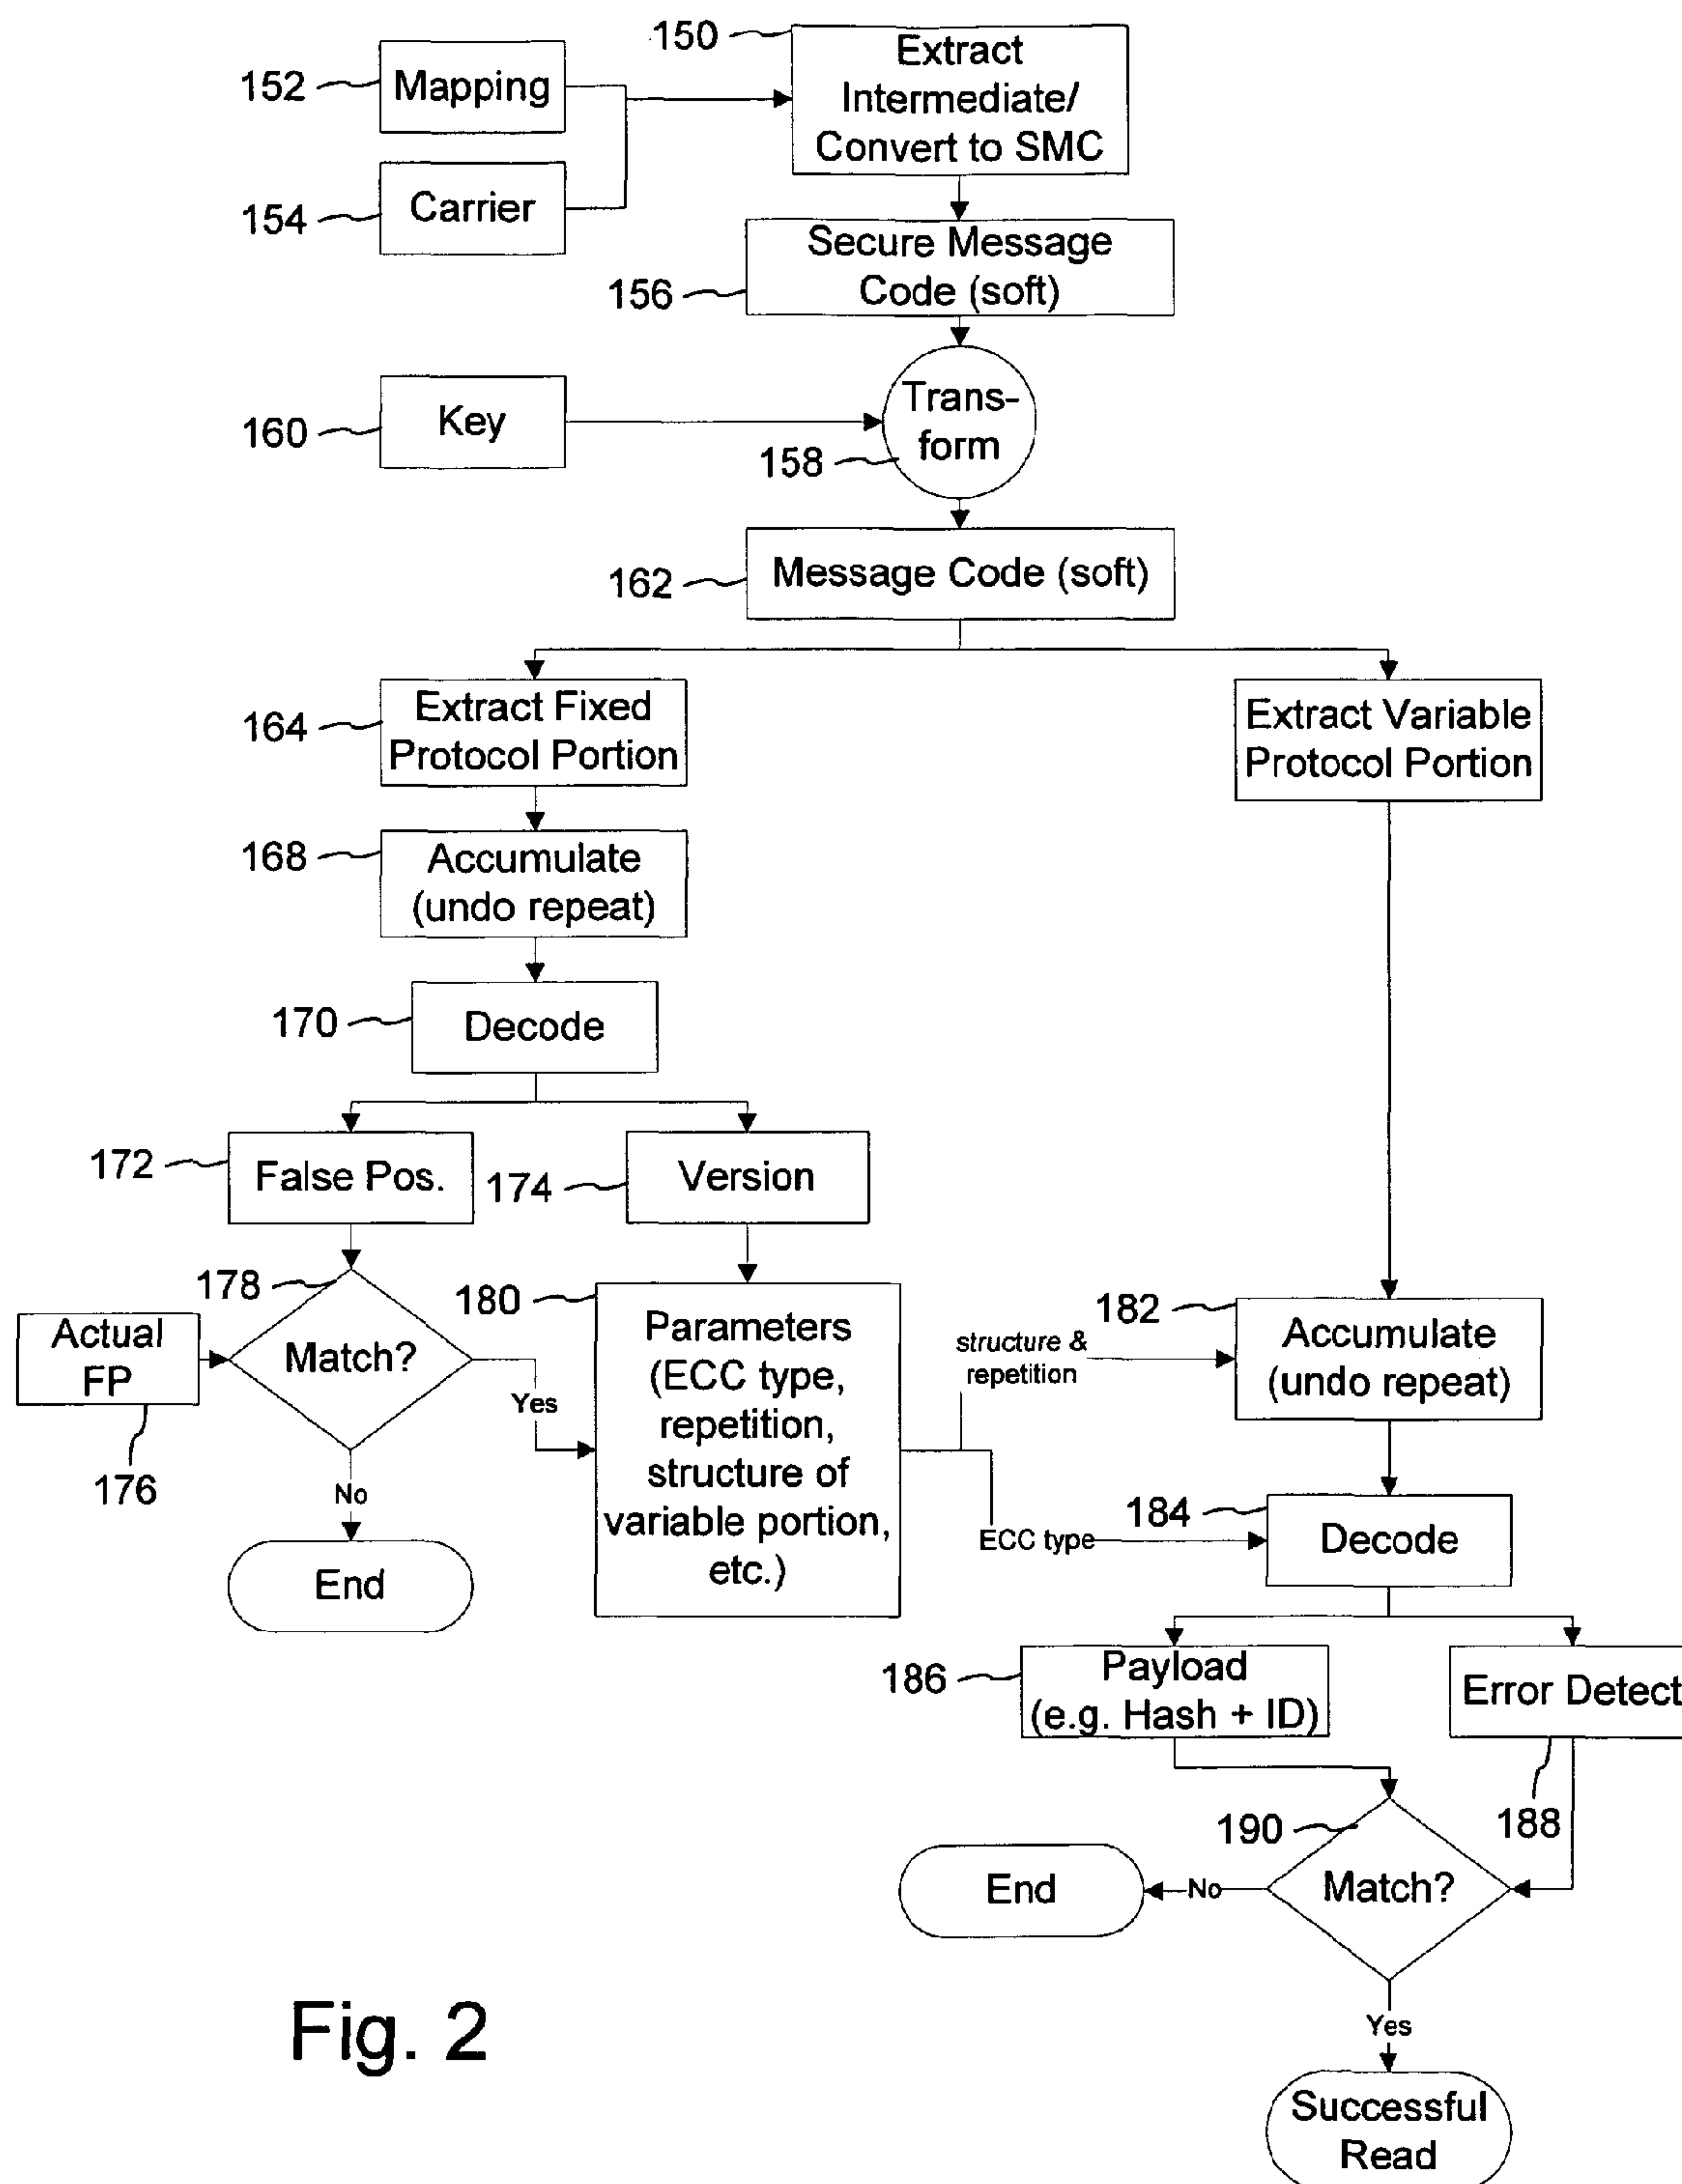 150
Extract
Intermediate/
Convert to SMC
152
Mapping
154
Carrier
Secure Message
Code (soft)
156
160
Key
Trans-
form
158
162
Message Code (soft)
164
Extract Fixed
Protocol Portion
Extract Variable
Protocol Portion
168
Accumulate
(undo repeat)
170
Decode
172
False Pos.
174
Version
178
Actual
FP
176
Match?
Yes
No
End
180
Parameters
(ECC type,
repetition,
structure of
variable portion,
etc.)
structure &
repetition
ECC type
182
Accumulate
(undo repeat)
184
Decode
186
Payload
(e.g. Hash + ID)
Error Detect
188
190
Match?
No
End
Yes
Successful
Read
Fig. 2